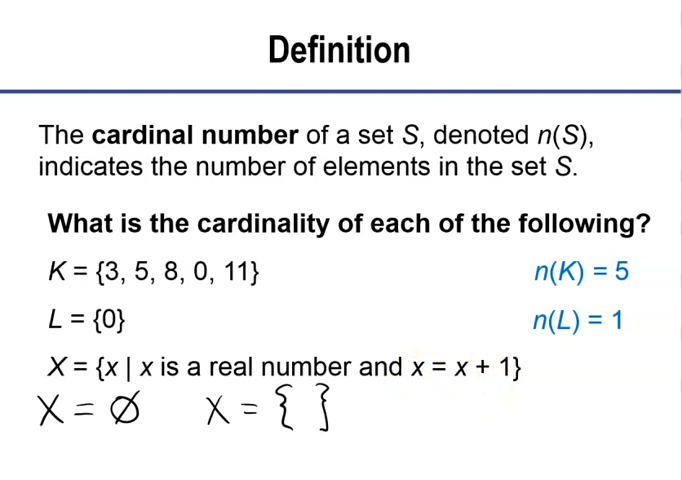 Definition
The cardinal number of a set S, denoted n(S),
indicates the number of elements in the set S.
What is the cardinality of each of the following?
K = {3, 5, 8, 0, 11} n(K) = 5
L = {0} n(L) = 1
X = {x | x is a real number and x = x + 1}
X = ∅ X = { }